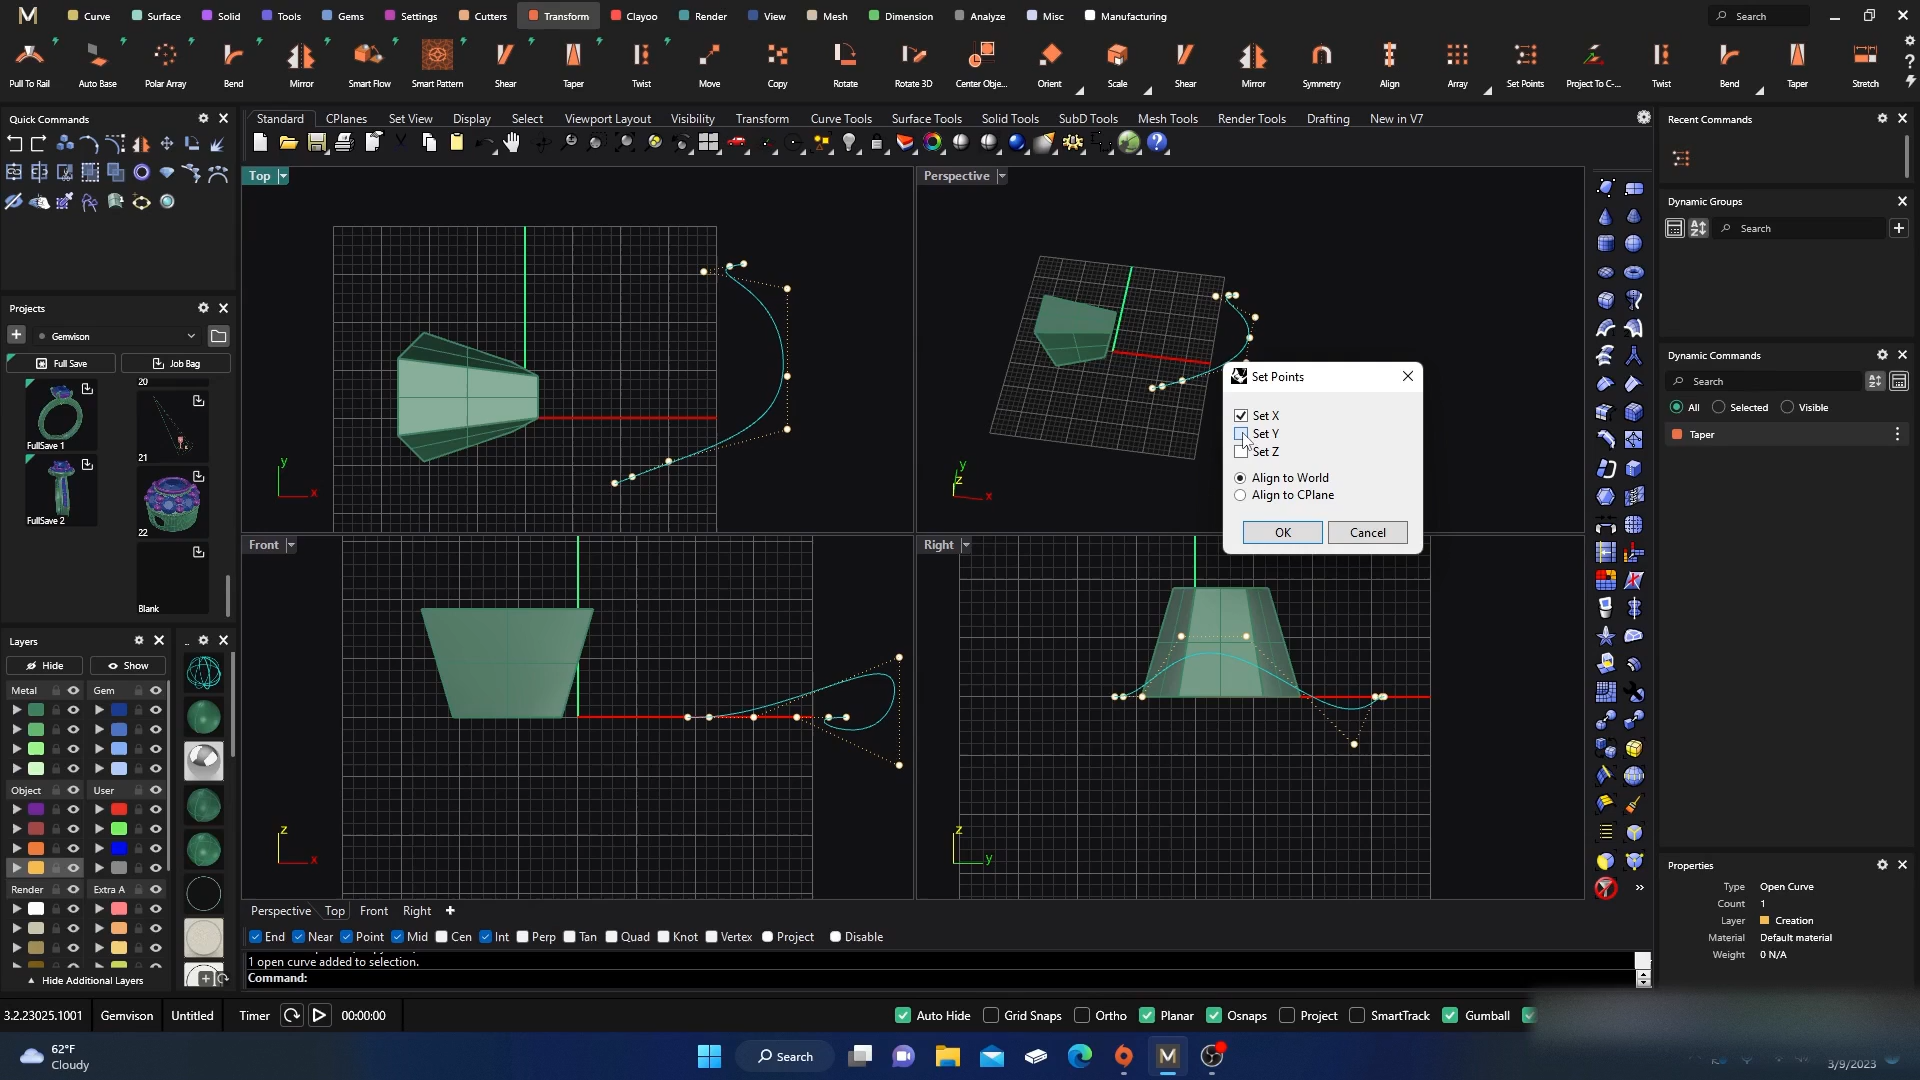 Curve Surface Solid Tools Gems Settings Cutters Transform Clayoo Render View Mesh Dimension Analyze Misc Manufacturing Search
Pull To Rail Auto Base Polar Array Bend Mirror Smart Flow Smart Pattern Shear Taper Twist Move Copy Rotate Rotate 3D Center Obje... Orient Scale Shear Mirror Symmetry Align Array Set Points Project To C-... Twist Bend Taper Stretch
Quick Commands
Standard CPlanes Set View Display Select Viewport Layout Visibility Transform Curve Tools Surface Tools Solid Tools SubD Tools Mesh Tools Render Tools Drafting New in V7
Recent Commands
Top
Perspective
Dynamic Groups
Search
Projects
Gemvison
Full Save Job Bag
20
FullSave 1
21
FullSave 2
22
Blank
Set Points
Set X
Set Y
Set Z
Align to World
Align to CPlane
OK Cancel
Dynamic Commands
Search
All Selected Visible
Taper
y
x
y
z
x
Front
Right
z
x
z
y
Layers
Hide Show
Metal Gem
Object User
Render Extra A
Hide Additional Layers
Perspective Top Front Right
End Near Point Mid Cen Int Perp Tan Quad Knot Vertex Project Disable
1 open curve added to selection.
Command:
Properties
Type Open Curve
Count 1
Layer Creation
Material Default material
Weight 0 N/A
3.2.23025.1001 Gemvison Untitled Timer 00:00:00 Auto Hide Grid Snaps Ortho Planar Osnaps Project SmartTrack Gumball
62°F
Cloudy
Search
3/9/2023